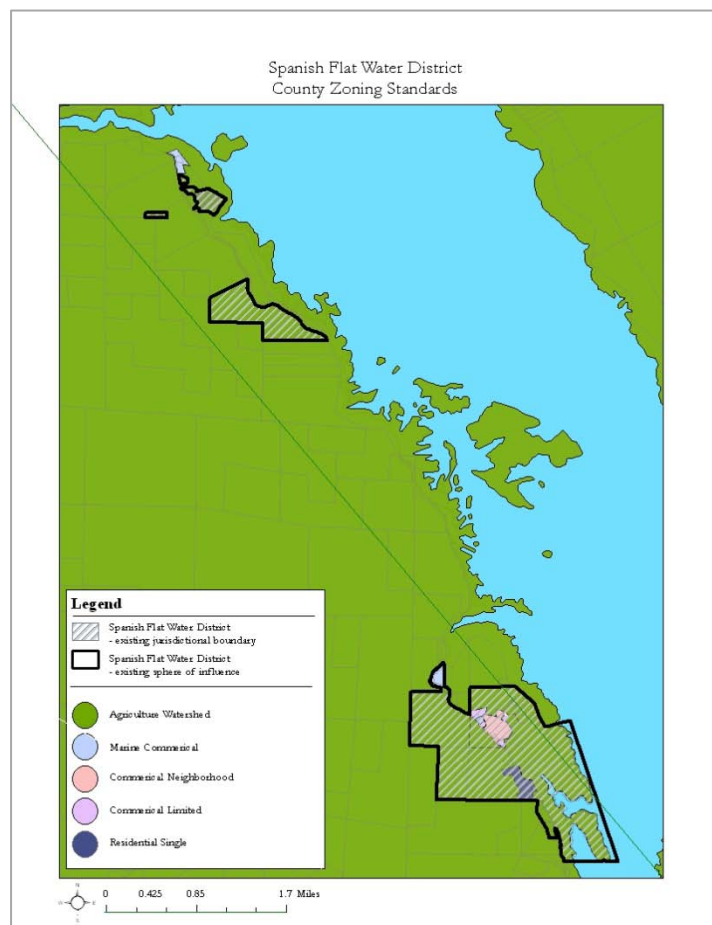 Spanish Flat Water District
County Zoning Standards
Legend
Spanish Flat Water District
- existing jurisdictional boundary
Spanish Flat Water District
- existing sphere of influence
Agriculture Watershed
Marine Commerical
Commerical Neighborhood
Commerical Limited
Residential Single
0 0.425 0.85 1.7 Miles